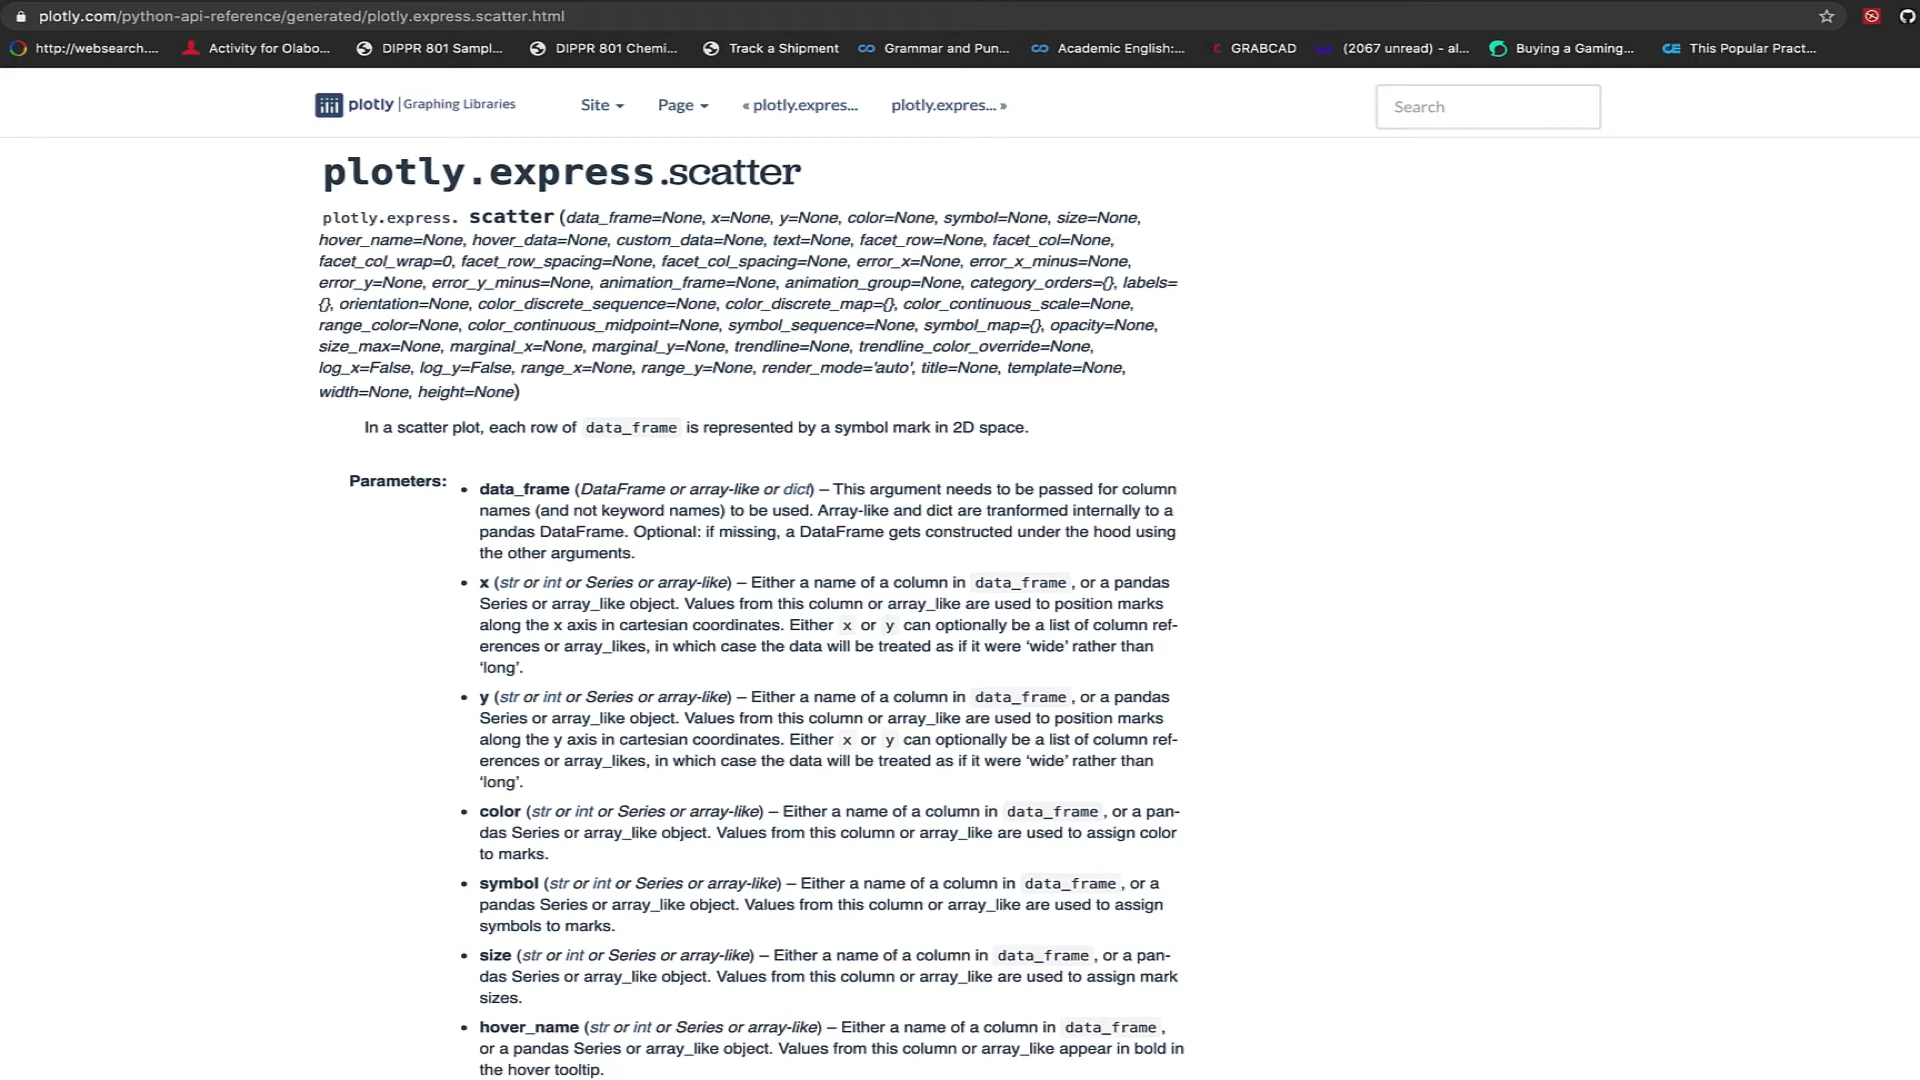 plotly.com/python-api-reference/generated/plotly.express.scatter.html
http://websearch.... Activity for Olabo... DIPPR 801 Sampl... DIPPR 801 Chemi... Track a Shipment Grammar and Pun... Academic English:... GRABCAD (2067 unread) - al... Buying a Gaming... This Popular Pract...
plotly | Graphing Libraries Site Page « plotly.expres... plotly.expres... » Search
plotly.express.scatter
plotly.express. scatter(data_frame=None, x=None, y=None, color=None, symbol=None, size=None,
hover_name=None, hover_data=None, custom_data=None, text=None, facet_row=None, facet_col=None,
facet_col_wrap=0, facet_row_spacing=None, facet_col_spacing=None, error_x=None, error_x_minus=None,
error_y=None, error_y_minus=None, animation_frame=None, animation_group=None, category_orders={}, labels=
{}, orientation=None, color_discrete_sequence=None, color_discrete_map={}, color_continuous_scale=None,
range_color=None, color_continuous_midpoint=None, symbol_sequence=None, symbol_map={}, opacity=None,
size_max=None, marginal_x=None, marginal_y=None, trendline=None, trendline_color_override=None,
log_x=False, log_y=False, range_x=None, range_y=None, render_mode='auto', title=None, template=None,
width=None, height=None)
In a scatter plot, each row of data_frame is represented by a symbol mark in 2D space.
Parameters:
• data_frame (DataFrame or array-like or dict) – This argument needs to be passed for column
names (and not keyword names) to be used. Array-like and dict are tranformed internally to a
pandas DataFrame. Optional: if missing, a DataFrame gets constructed under the hood using
the other arguments.
• x (str or int or Series or array-like) – Either a name of a column in data_frame, or a pandas
Series or array_like object. Values from this column or array_like are used to position marks
along the x axis in cartesian coordinates. Either x or y can optionally be a list of column ref-
erences or array_likes, in which case the data will be treated as if it were ‘wide’ rather than
‘long’.
• y (str or int or Series or array-like) – Either a name of a column in data_frame, or a pandas
Series or array_like object. Values from this column or array_like are used to position marks
along the y axis in cartesian coordinates. Either x or y can optionally be a list of column ref-
erences or array_likes, in which case the data will be treated as if it were ‘wide’ rather than
‘long’.
• color (str or int or Series or array-like) – Either a name of a column in data_frame, or a pan-
das Series or array_like object. Values from this column or array_like are used to assign color
to marks.
• symbol (str or int or Series or array-like) – Either a name of a column in data_frame, or a
pandas Series or array_like object. Values from this column or array_like are used to assign
symbols to marks.
• size (str or int or Series or array-like) – Either a name of a column in data_frame, or a pan-
das Series or array_like object. Values from this column or array_like are used to assign mark
sizes.
• hover_name (str or int or Series or array-like) – Either a name of a column in data_frame,
or a pandas Series or array_like object. Values from this column or array_like appear in bold in
the hover tooltip.